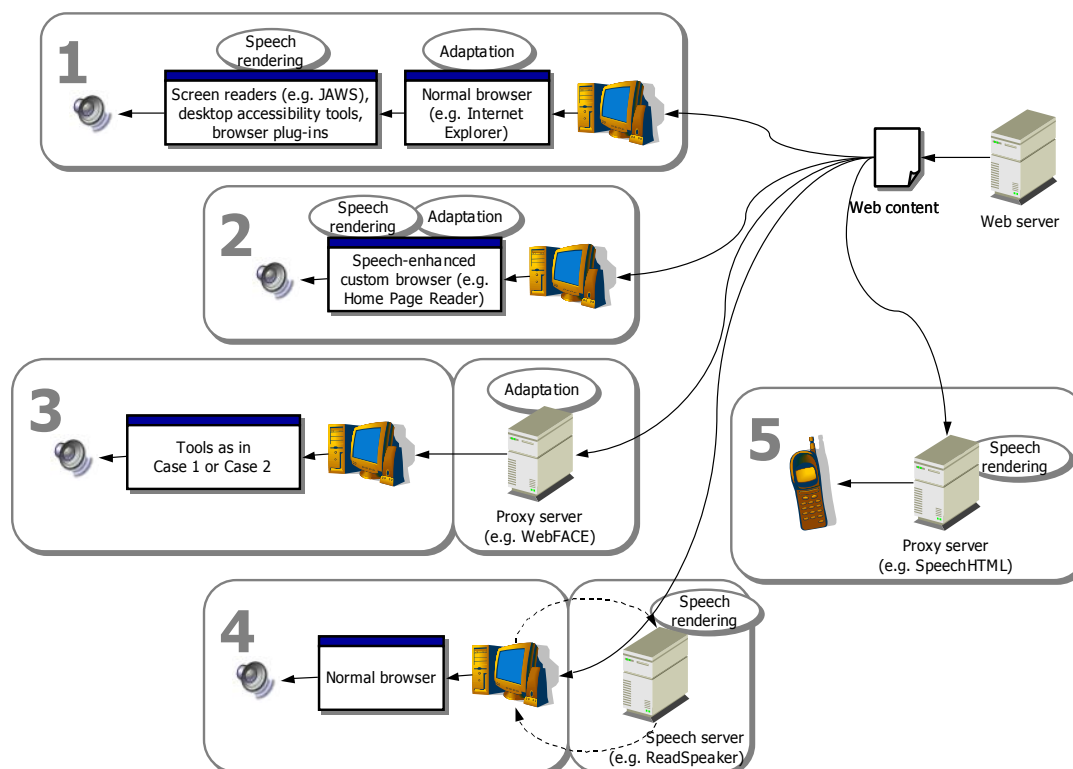 1
Speech
rendering
Adaptation
Screen readers (e.g. JAWS),
desktop accessibility tools,
browser plug-ins
Normal browser
(e.g. Internet
Explorer)
Web content
Web server
2
Speech
rendering
Adaptation
Speech-enhanced
custom browser (e.g.
Home Page Reader)
3
Tools as in
Case 1 or Case 2
Adaptation
Proxy server
(e.g. WebFACE)
4
Normal browser
Speech
rendering
Speech server
(e.g. ReadSpeaker)
5
Speech
rendering
Proxy server
(e.g. SpeechHTML)